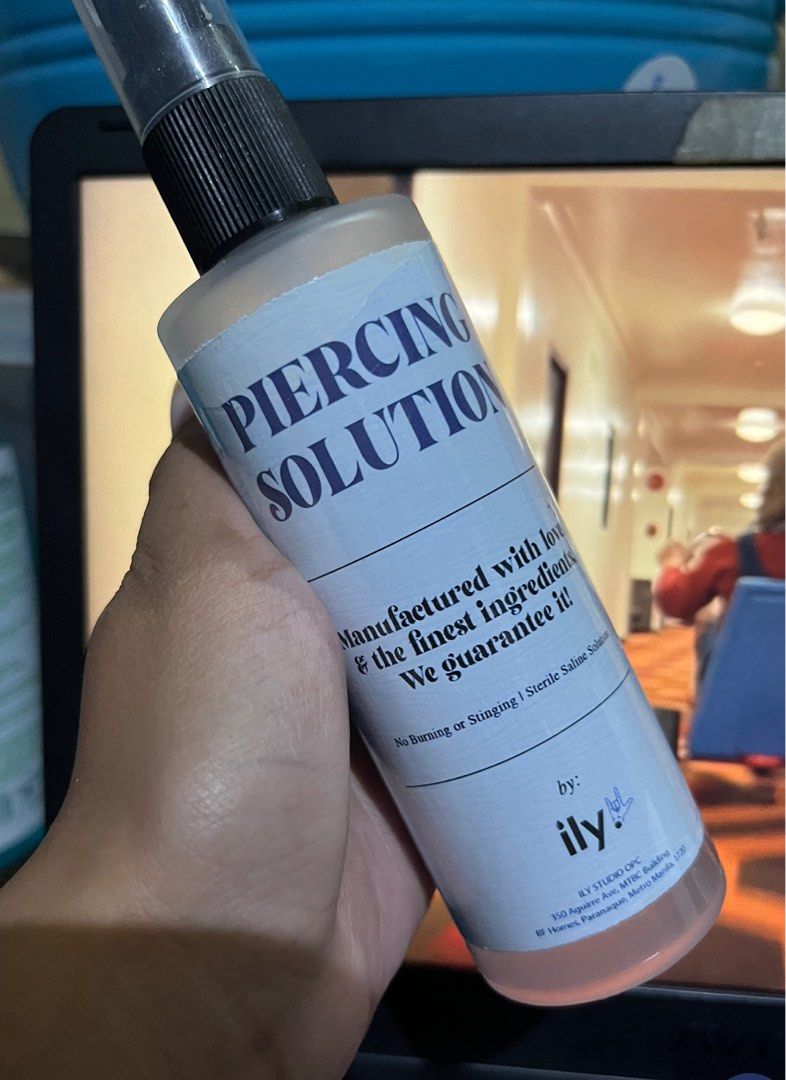 PIERCING
SOLUTION
Manufactured with love
& the finest ingredients.
We guarantee it!
No Burning or Stinging | Sterile Saline Solution
by:
ily.
ILY STUDIO OPC
350 Aguirre Ave, MTBC Building
BF Homes, Paranaque, Metro Manila, 1720